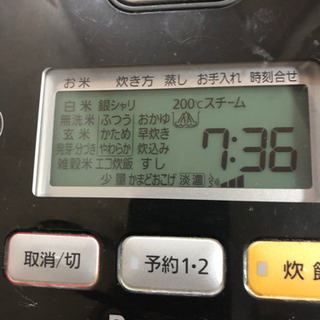 お米 炊き方 蒸し お手入れ 時刻合せ
白米 銀シャリ 200℃スチーム
無洗米 ふつう おかゆ
玄米 かため 早炊き
発芽・分づき やわらか 炊込み 7:36
雑穀米 エコ炊飯 すし
少量 かまどおこげ 淡 濃
取消/切 予約1・2 炊